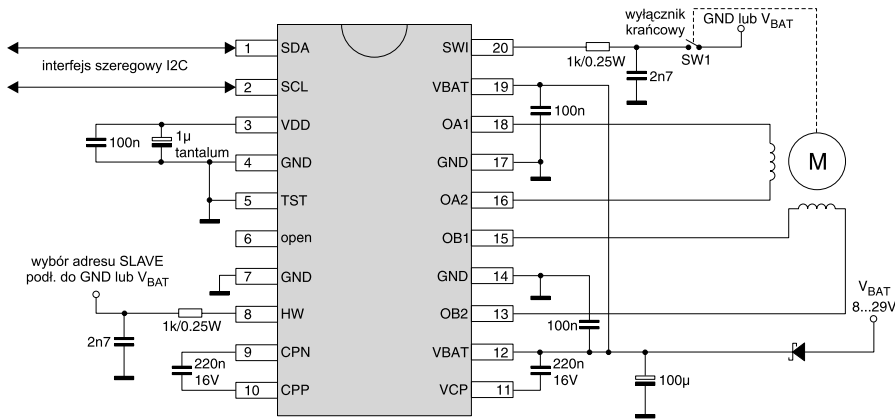 wyłącznik
krańcowy
GND lub VBAT
SW1
1k/0.25W
2n7
interfejs szeregowy I2C
1 SDA
2 SCL
3 VDD
4 GND
5 TST
6 open
7 GND
8 HW
9 CPN
10 CPP
SWI 20
VBAT 19
OA1 18
GND 17
OA2 16
OB1 15
GND 14
OB2 13
VBAT 12
VCP 11
100n
1µ
tantalum
wybór adresu SLAVE
podł. do GND lub VBAT
1k/0.25W
2n7
220n
16V
100n
M
100n
220n
16V
100µ
VBAT
8...29V